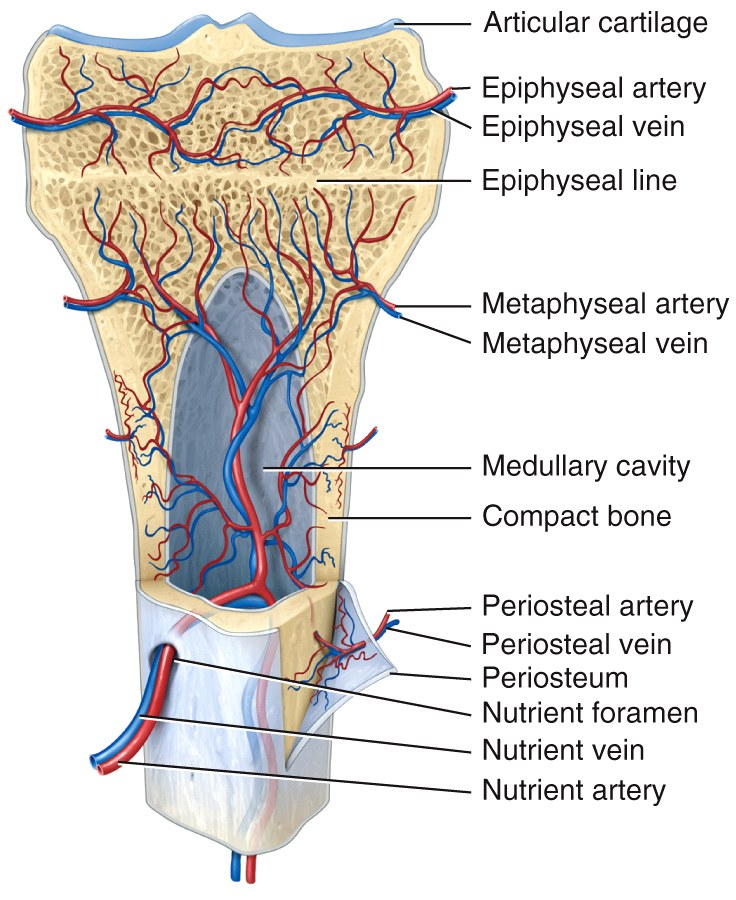 Articular cartilage
Epiphyseal artery
Epiphyseal vein
Epiphyseal line
Metaphyseal artery
Metaphyseal vein
Medullary cavity
Compact bone
Periosteal artery
Periosteal vein
Periosteum
Nutrient foramen
Nutrient vein
Nutrient artery